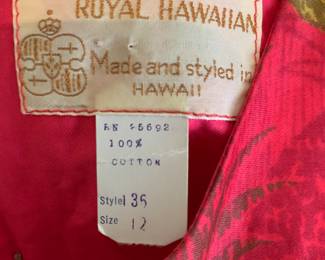 ROYAL HAWAIIAN
Made and styled in
HAWAII
RN 45692
100%
COTTON
Style 35
Size 12